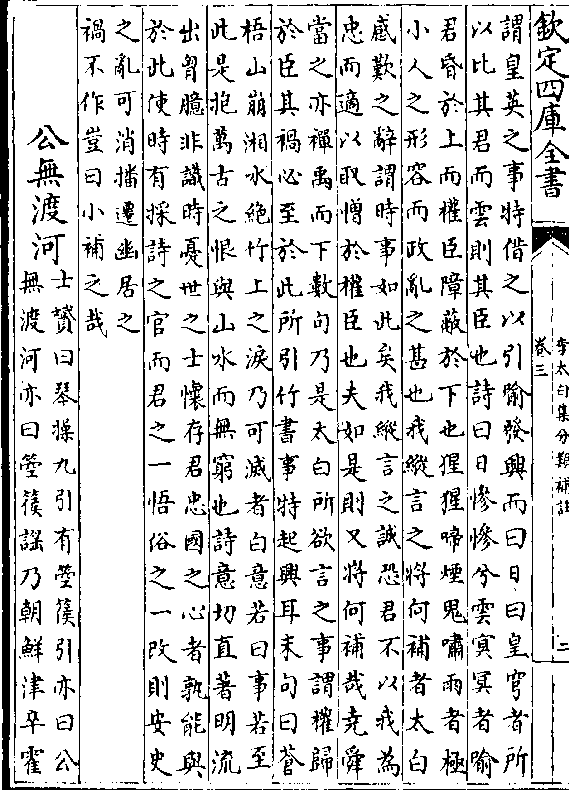 欽定四庫全書
李太白集分類補註
卷三
二
謂皇英之事特借之以引喻發興而曰日曰皇穹者所
以比其君而雲則其臣也詩曰日慘慘兮雲冥冥者喻
君昏於上而權臣障蔽於下也猩猩啼煙鬼嘯雨者極
小人之形容而政亂之甚也我縱言之將何補者太白
感歎之辭謂時事如此矣我縱言之誠恐君不以我為
忠而適以取憎於權臣也夫如是則又將何補哉堯舜
當之亦禪禹而下數句乃是太白所欲言之事謂權歸
於臣其禍必至於此所引竹書事特起興耳末句曰蒼
梧山崩湘水絶竹上之淚乃可滅者白意若曰事若至
此是抱萬古之恨與山水而無窮也詩意切直著明流
出胷臆非識時憂世之士懷存君忠國之心者孰能與
於此使時有採詩之官而君之一悟俗之一改則安史
之亂可消播遷幽居之
禍不作豈曰小補之哉
公無渡河
士贇曰琴操九引有箜篌引亦曰公
無渡河亦曰箜篌謡乃朝鮮津卒霍